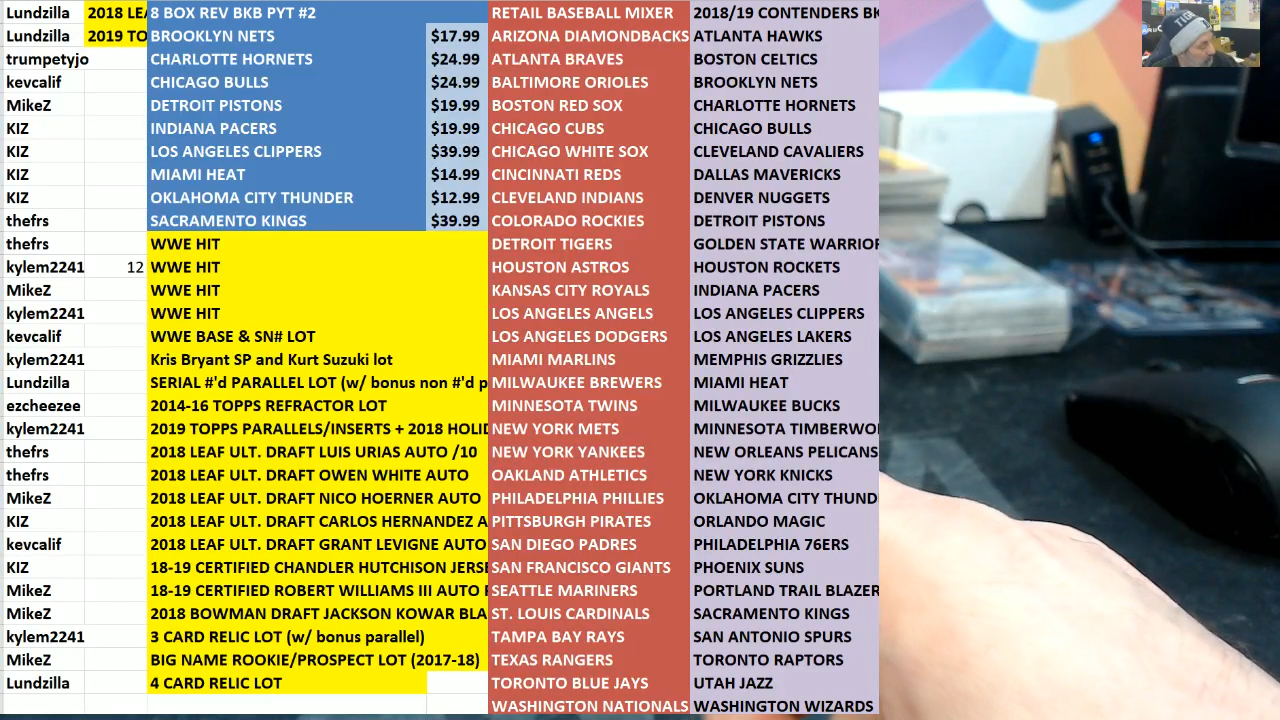 Lundzilla 2018 LEA 8 BOX REV BKB PYT #2 RETAIL BASEBALL MIXER 2018/19 CONTENDERS BK
Lundzilla 2019 TO BROOKLYN NETS $17.99 ARIZONA DIAMONDBACKS ATLANTA HAWKS
trumpetyjo CHARLOTTE HORNETS $24.99 ATLANTA BRAVES BOSTON CELTICS
kevcalif CHICAGO BULLS $24.99 BALTIMORE ORIOLES BROOKLYN NETS
MikeZ DETROIT PISTONS $19.99 BOSTON RED SOX CHARLOTTE HORNETS
KIZ INDIANA PACERS $19.99 CHICAGO CUBS CHICAGO BULLS
KIZ LOS ANGELES CLIPPERS $39.99 CHICAGO WHITE SOX CLEVELAND CAVALIERS
KIZ MIAMI HEAT $14.99 CINCINNATI REDS DALLAS MAVERICKS
KIZ OKLAHOMA CITY THUNDER $12.99 CLEVELAND INDIANS DENVER NUGGETS
thefrs SACRAMENTO KINGS $39.99 COLORADO ROCKIES DETROIT PISTONS
thefrs WWE HIT DETROIT TIGERS GOLDEN STATE WARRIOR
kylem2241 12 WWE HIT HOUSTON ASTROS HOUSTON ROCKETS
MikeZ WWE HIT KANSAS CITY ROYALS INDIANA PACERS
kylem2241 WWE HIT LOS ANGELES ANGELS LOS ANGELES CLIPPERS
kevcalif WWE BASE & SN# LOT LOS ANGELES DODGERS LOS ANGELES LAKERS
kylem2241 Kris Bryant SP and Kurt Suzuki lot MIAMI MARLINS MEMPHIS GRIZZLIES
Lundzilla SERIAL #'d PARALLEL LOT (w/ bonus non #'d p MILWAUKEE BREWERS MIAMI HEAT
ezcheezee 2014-16 TOPPS REFRACTOR LOT MINNESOTA TWINS MILWAUKEE BUCKS
kylem2241 2019 TOPPS PARALLELS/INSERTS + 2018 HOLID NEW YORK METS MINNESOTA TIMBERWO
thefrs 2018 LEAF ULT. DRAFT LUIS URIAS AUTO /10 NEW YORK YANKEES NEW ORLEANS PELICANS
thefrs 2018 LEAF ULT. DRAFT OWEN WHITE AUTO OAKLAND ATHLETICS NEW YORK KNICKS
MikeZ 2018 LEAF ULT. DRAFT NICO HOERNER AUTO PHILADELPHIA PHILLIES OKLAHOMA CITY THUND
KIZ 2018 LEAF ULT. DRAFT CARLOS HERNANDEZ A PITTSBURGH PIRATES ORLANDO MAGIC
kevcalif 2018 LEAF ULT. DRAFT GRANT LEVIGNE AUTO SAN DIEGO PADRES PHILADELPHIA 76ERS
KIZ 18-19 CERTIFIED CHANDLER HUTCHISON JERSE SAN FRANCISCO GIANTS PHOENIX SUNS
MikeZ 18-19 CERTIFIED ROBERT WILLIAMS III AUTO SEATTLE MARINERS PORTLAND TRAIL BLAZER
MikeZ 2018 BOWMAN DRAFT JACKSON KOWAR BLA ST. LOUIS CARDINALS SACRAMENTO KINGS
kylem2241 3 CARD RELIC LOT (w/ bonus parallel) TAMPA BAY RAYS SAN ANTONIO SPURS
MikeZ BIG NAME ROOKIE/PROSPECT LOT (2017-18) TEXAS RANGERS TORONTO RAPTORS
Lundzilla 4 CARD RELIC LOT TORONTO BLUE JAYS UTAH JAZZ
WASHINGTON NATIONALS WASHINGTON WIZARDS